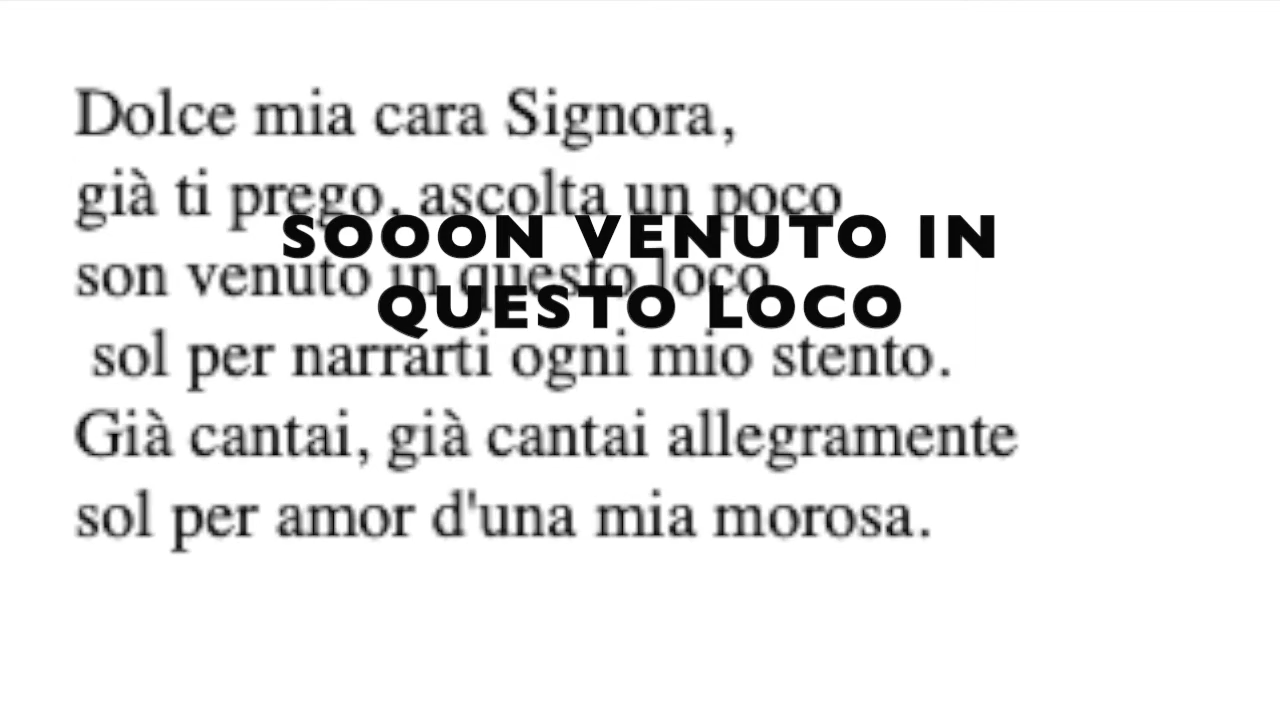 Dolce mia cara Signora,
già ti prego, ascolta un poco
SOOON VENUTO IN
son venuto in questo loco
QUESTO LOCO
sol per narrarti ogni mio stento.
Già cantai, già cantai allegramente
sol per amor d'una mia morosa.